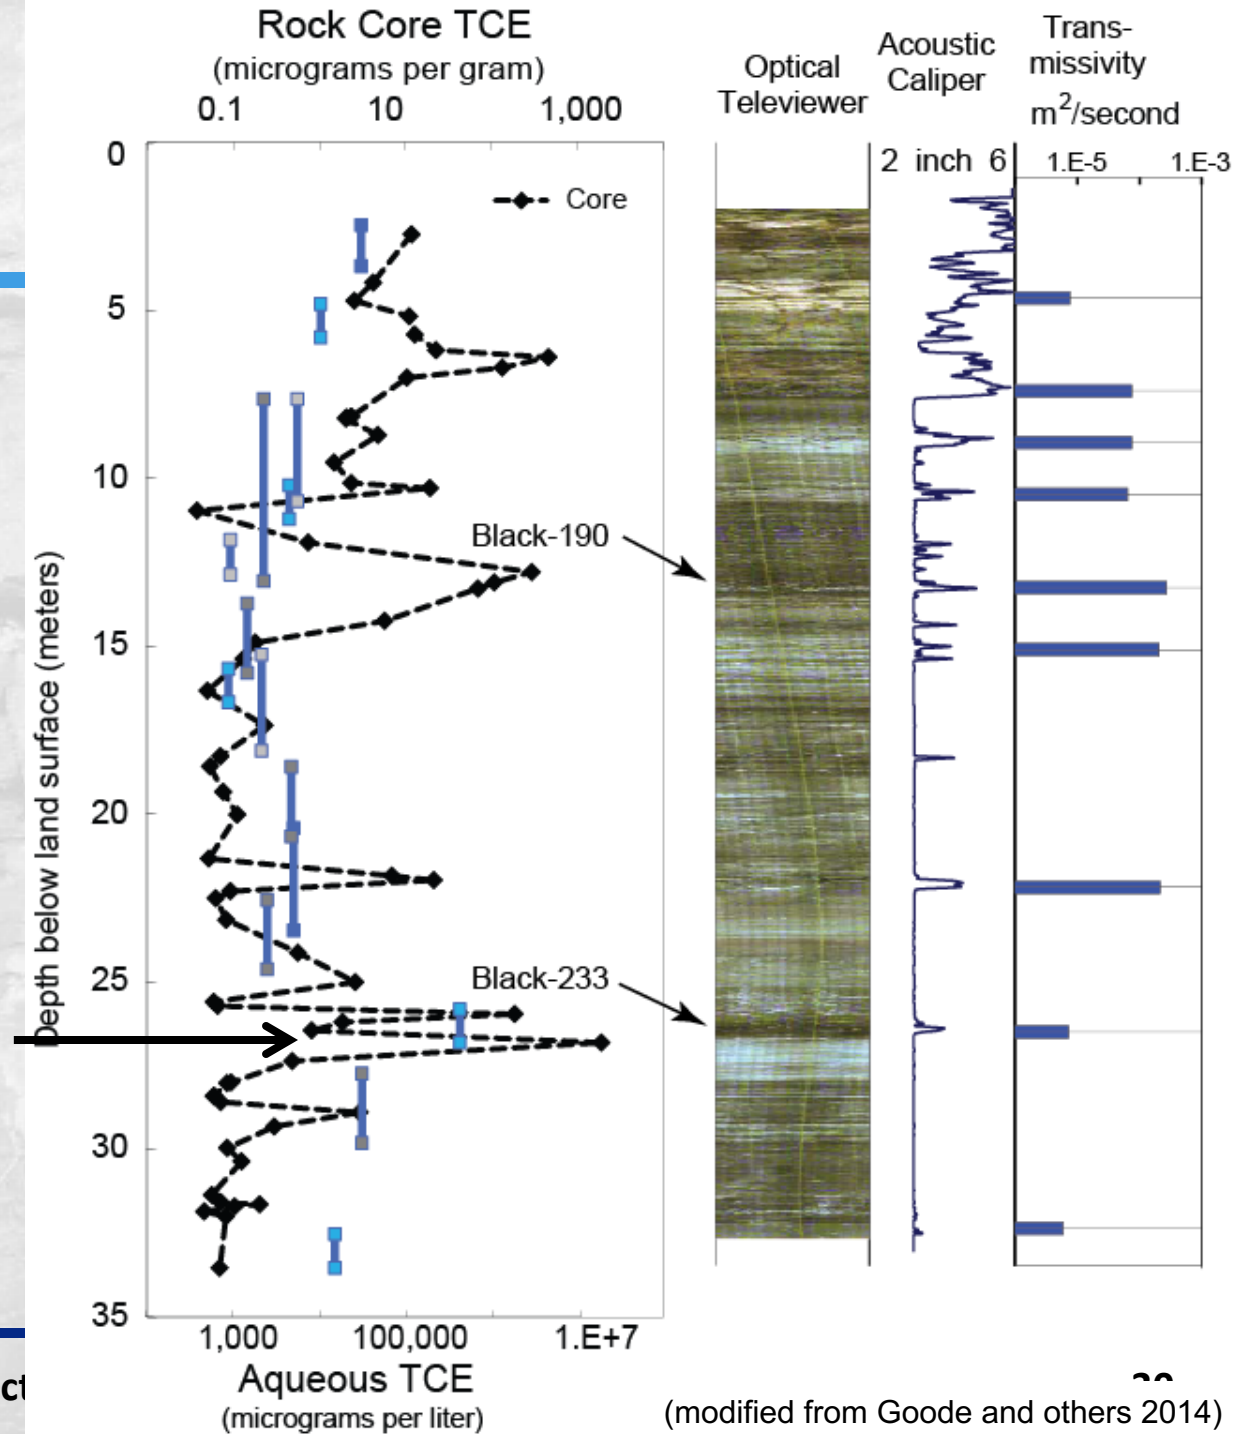 Rock Core TCE
(micrograms per gram)
0.1 10 1,000
Optical
Televiewer
Acoustic
Caliper
Trans-
missivity
m²/second
2 inch 6
1.E-5 1.E-3
Core
0
5
10
15
20
25
30
35
Depth below land surface (meters)
Black-190
Black-233
1,000 100,000 1.E+7
Aqueous TCE
(micrograms per liter)
ct
(modified from Goode and others 2014)